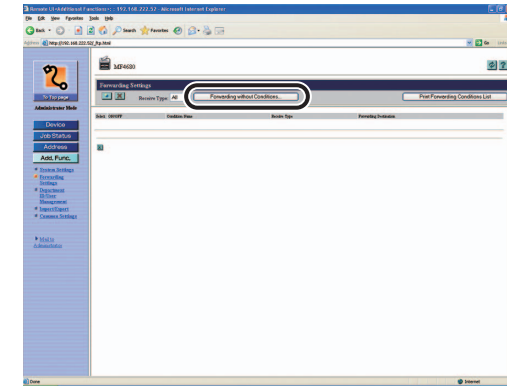 Remote UI <Additional Functions> : 192.168.222.52 - Microsoft Internet Explorer
File Edit View Favorites Tools Help
Back Search Favorites
http://192.168.222.52/_ftp.html Go
MF4680
To Top page
Forwarding Settings
Receive Type: All Forwarding without Conditions... Print Forwarding Conditions List
Administrator Mode
Select ON/OFF Condition Name Receive Type Forwarding Destination
Device
Job Status
Address
Add. Func.
System Settings
Forwarding Settings
Department ID/User Management
Import/Export
Common Settings
Mail to
Administrator
Done Internet